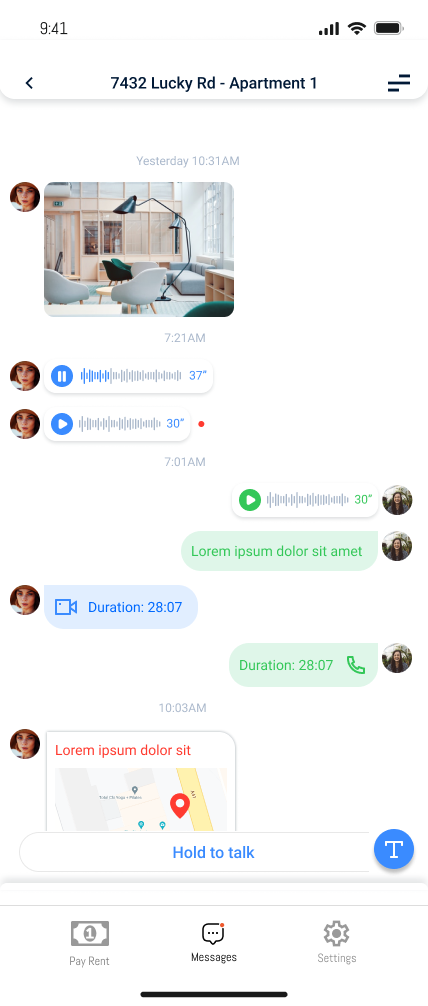 9:41
7432 Lucky Rd - Apartment 1
Yesterday 10:31AM
7:21AM
37”
30”
7:01AM
30”
Lorem ipsum dolor sit amet
Duration: 28:07
Duration: 28:07
10:03AM
Lorem ipsum dolor sit
Hold to talk
T
1
Pay Rent
Messages
Settings